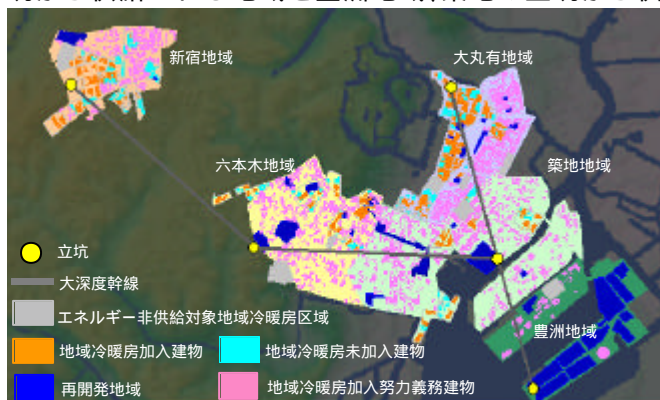 新宿地域
大丸有地域
六本木地域
築地地域
立坑
大深度幹線
エネルギー非供給対象地域冷暖房区域
豊洲地域
地域冷暖房加入建物
地域冷暖房未加入建物
再開発地域
地域冷暖房加入努力義務建物